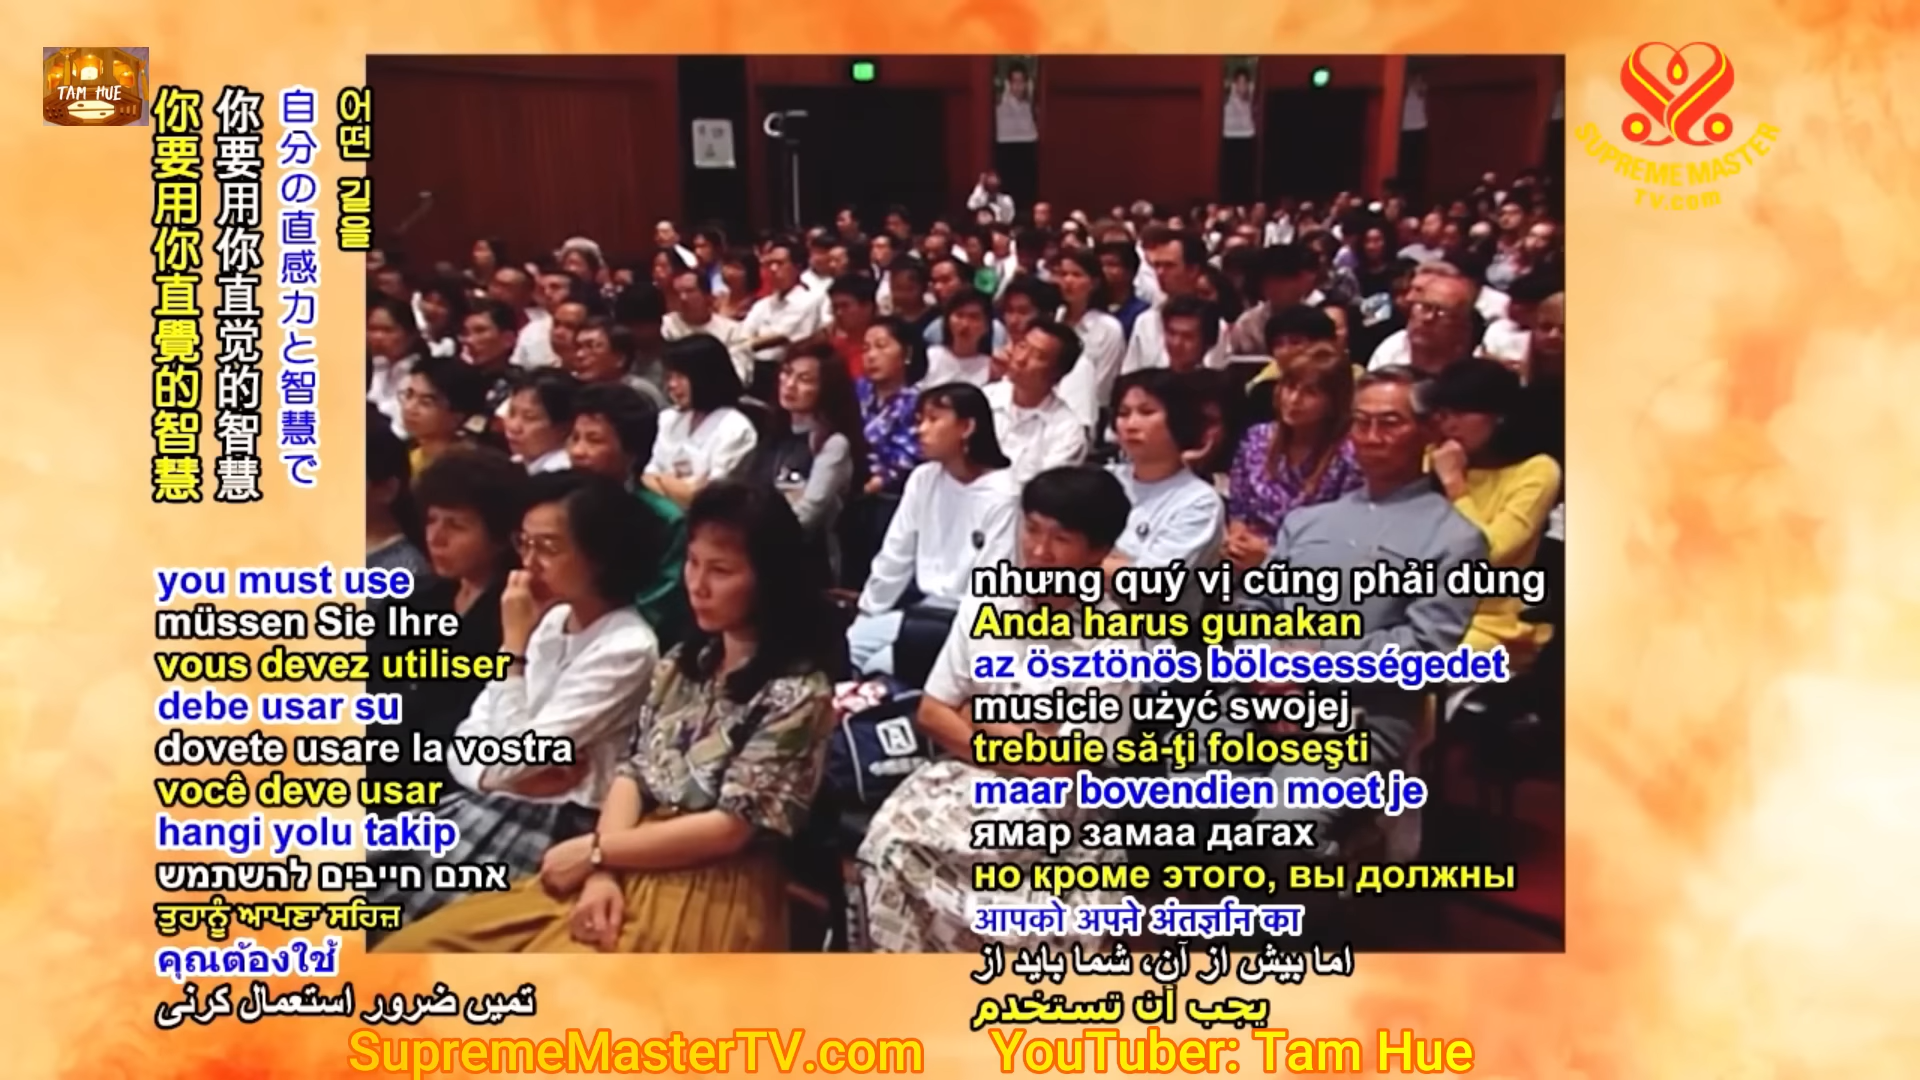 TAM HUE
你要用你直覺的智慧
你要用你直觉的智慧
自分の直感力と智慧で
어떤 길을
SUPREME MASTER
TV.com
you must use
müssen Sie Ihre
vous devez utiliser
debe usar su
dovete usare la vostra
você deve usar
hangi yolu takip
אתם חייבים להשתמש
ਤੁਹਾਨੂੰ ਆਪਣਾ ਸਹਿਜ਼
คุณต้องใช้
تمیں ضرور استعمال کرنی
nhưng quý vị cũng phải dùng
Anda harus gunakan
az ösztönös bölcsességedet
musicie użyć swojej
trebuie să-ţi foloseşti
maar bovendien moet je
ямар замаа дагах
но кроме этого, вы должны
आपको अपने अंतर्ज्ञान का
اما بیش از آن، شما باید از
يجب أن تستخدم
SupremeMasterTV.com
YouTuber: Tam Hue